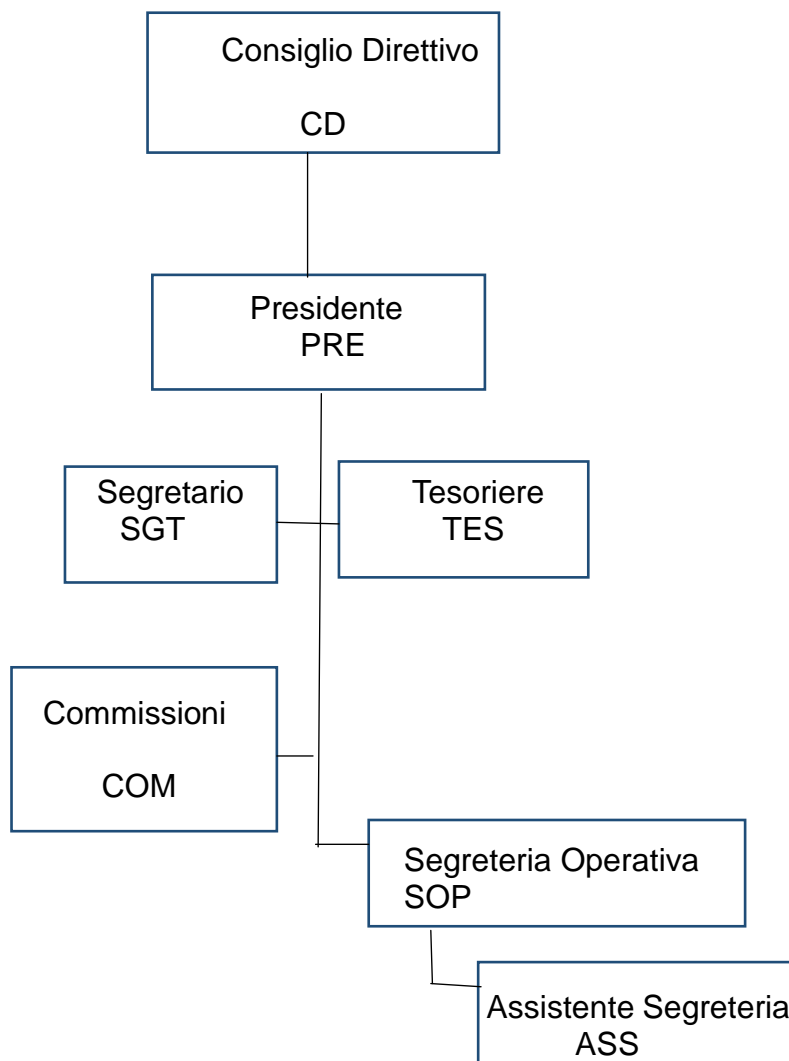 Consiglio Direttivo
CD
Presidente
PRE
Segretario
SGT
Tesoriere
TES
Commissioni
COM
Segreteria Operativa
SOP
Assistente Segreteria
ASS